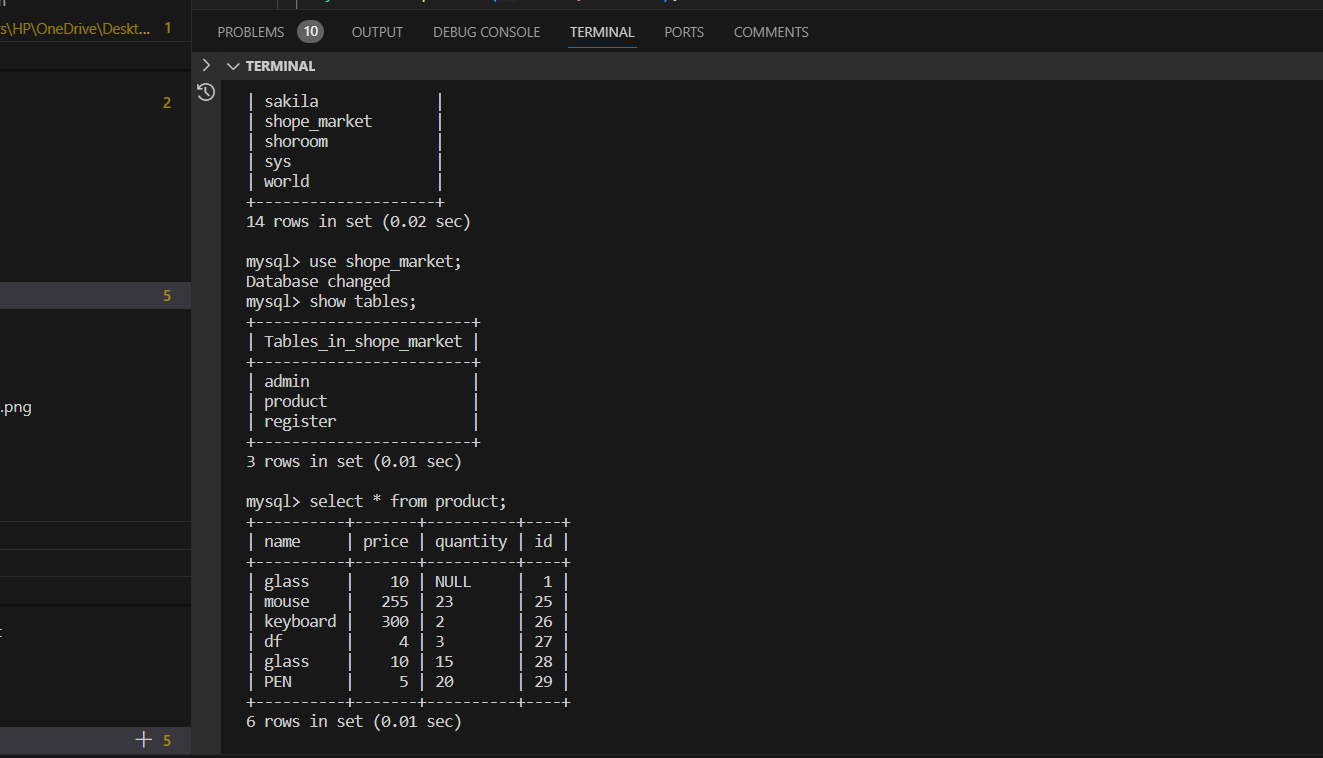 s\HP\OneDrive\Deskt... 1
PROBLEMS 10 OUTPUT DEBUG CONSOLE TERMINAL PORTS COMMENTS
TERMINAL
2
5
.png
5
| sakila             |
| shope_market       |
| shoroom            |
| sys                |
| world              |
+--------------------+
14 rows in set (0.02 sec)
mysql> use shope_market;
Database changed
mysql> show tables;
+------------------------+
| Tables_in_shope_market |
+------------------------+
| admin                  |
| product                |
| register               |
+------------------------+
3 rows in set (0.01 sec)
mysql> select * from product;
+----------+-------+----------+----+
| name     | price | quantity | id |
+----------+-------+----------+----+
| glass    |    10 | NULL     |  1 |
| mouse    |   255 | 23       | 25 |
| keyboard |   300 | 2        | 26 |
| df       |     4 | 3        | 27 |
| glass    |    10 | 15       | 28 |
| PEN      |     5 | 20       | 29 |
+----------+-------+----------+----+
6 rows in set (0.01 sec)